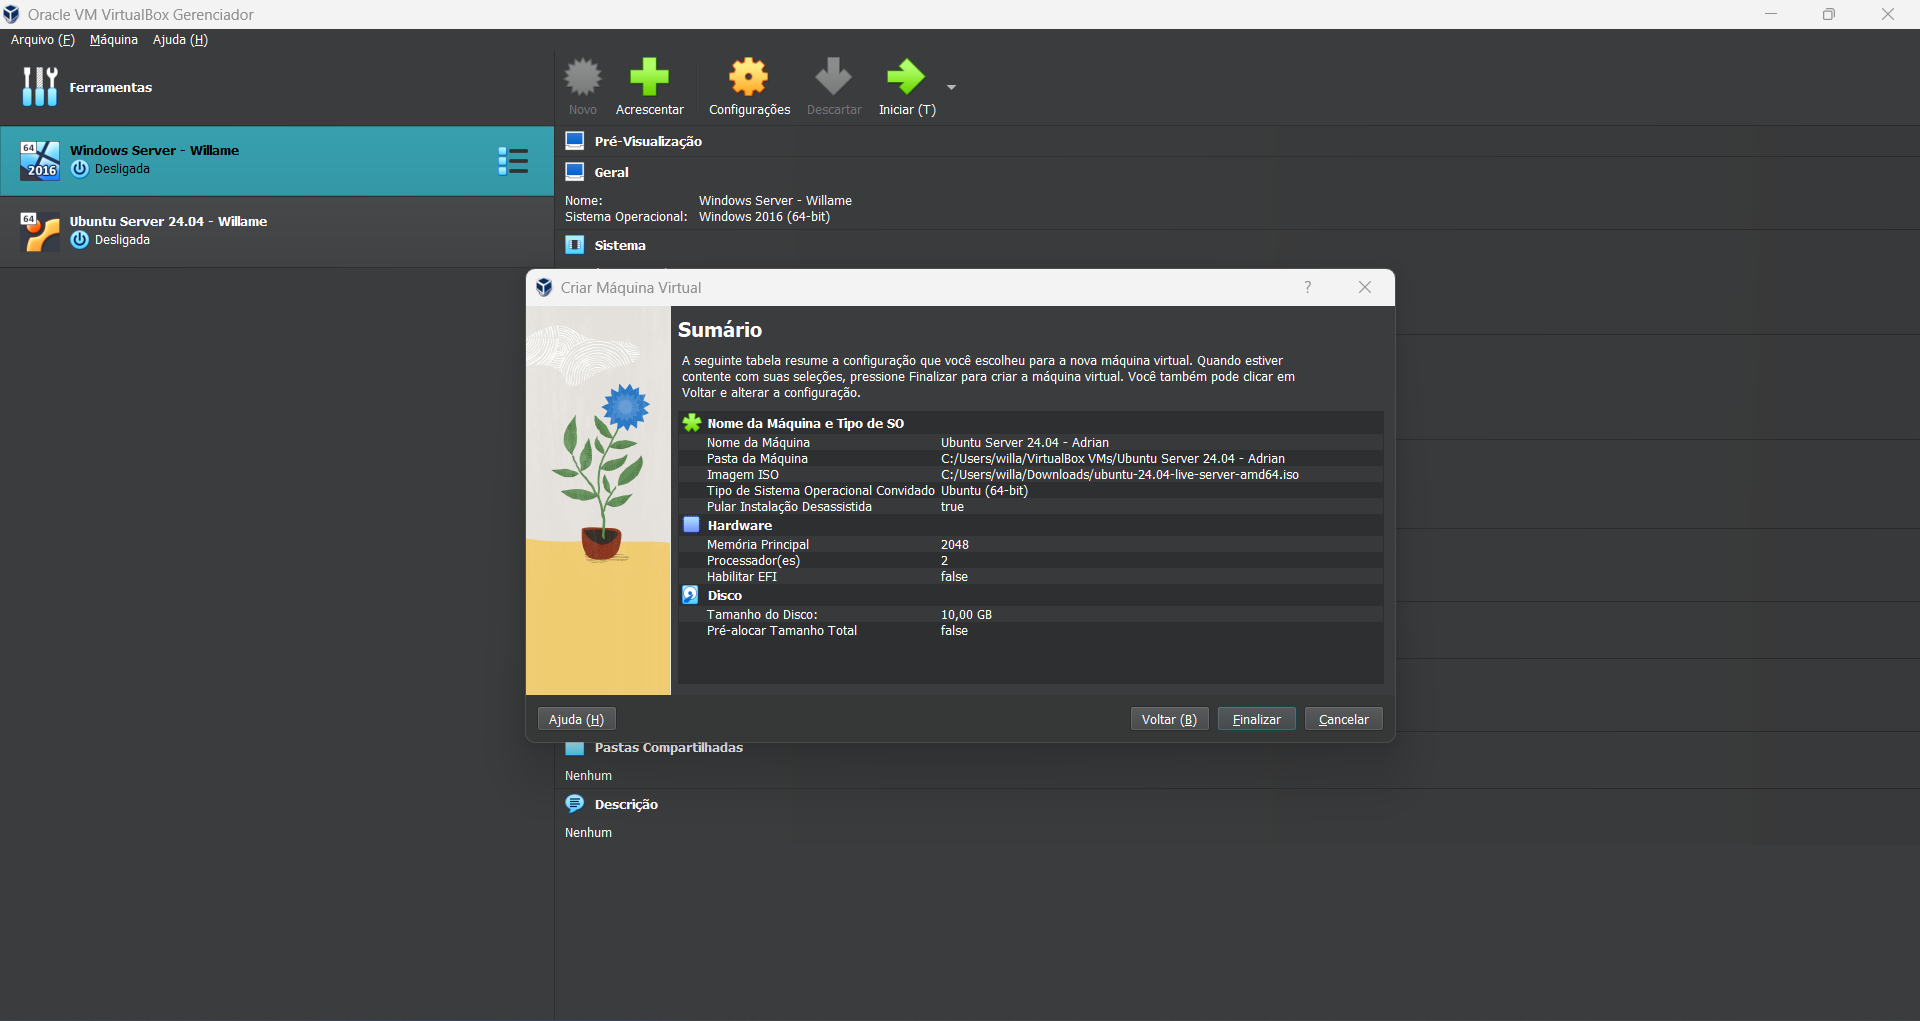 Oracle VM VirtualBox Gerenciador
Arquivo (F) Máquina Ajuda (H)
Ferramentas
Novo Acrescentar Configurações Descartar Iniciar (T)
64
2016
Windows Server - Willame
Desligada
64
Ubuntu Server 24.04 - Willame
Desligada
Pré-Visualização
Geral
Nome: Windows Server - Willame
Sistema Operacional: Windows 2016 (64-bit)
Sistema
Criar Máquina Virtual
?
Sumário
A seguinte tabela resume a configuração que você escolheu para a nova máquina virtual. Quando estiver
contente com suas seleções, pressione Finalizar para criar a máquina virtual. Você também pode clicar em
Voltar e alterar a configuração.
Nome da Máquina e Tipo de SO
Nome da Máquina Ubuntu Server 24.04 - Adrian
Pasta da Máquina C:/Users/willa/VirtualBox VMs/Ubuntu Server 24.04 - Adrian
Imagem ISO C:/Users/willa/Downloads/ubuntu-24.04-live-server-amd64.iso
Tipo de Sistema Operacional Convidado Ubuntu (64-bit)
Pular Instalação Desassistida true
Hardware
Memória Principal 2048
Processador(es) 2
Habilitar EFI false
Disco
Tamanho do Disco: 10,00 GB
Pré-alocar Tamanho Total false
Ajuda (H) Voltar (B) Finalizar Cancelar
Pastas Compartilhadas
Nenhum
Descrição
Nenhum